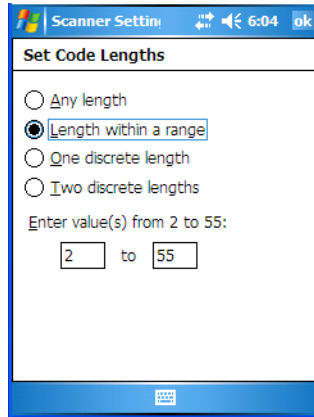 Scanner Settin
6:04 ok
Set Code Lengths
Any length
Length within a range
One discrete length
Two discrete lengths
Enter value(s) from 2 to 55:
2 to 55